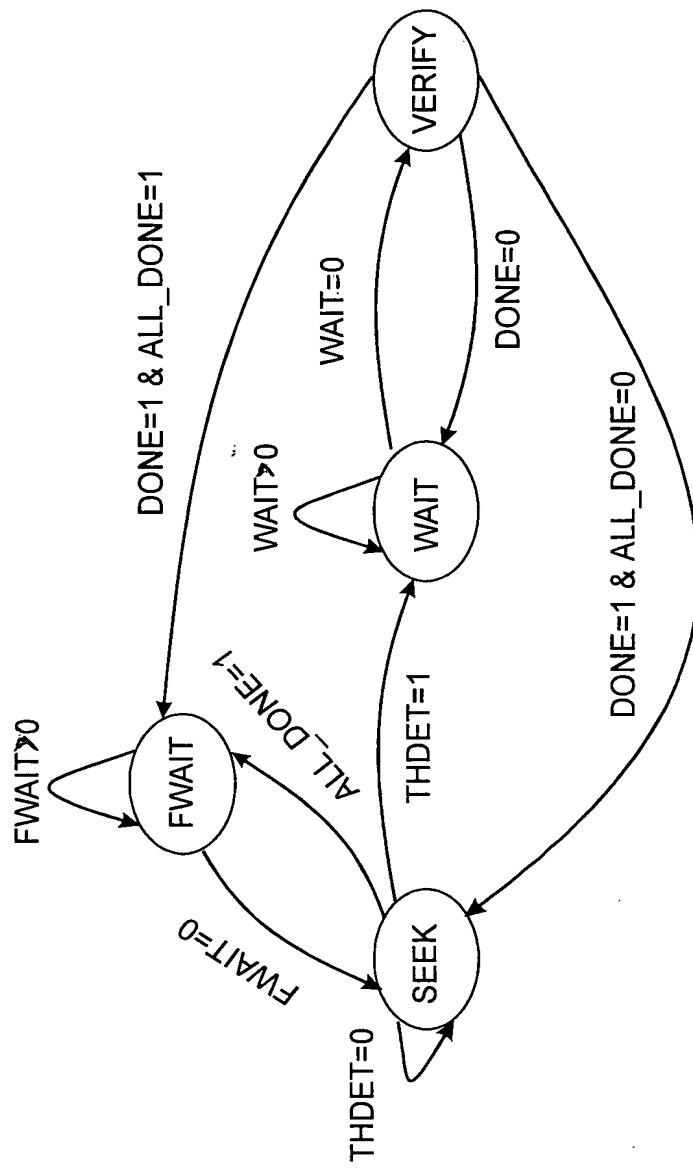 FWAIT>0
DONE=1 & ALL_DONE=1
FWAIT
WAIT>0
FWAIT=0
ALL_DONE=1
WAIT=0
THDET=0
SEEK
THDET=1
WAIT
VERIFY
DONE=0
DONE=1 & ALL_DONE=0